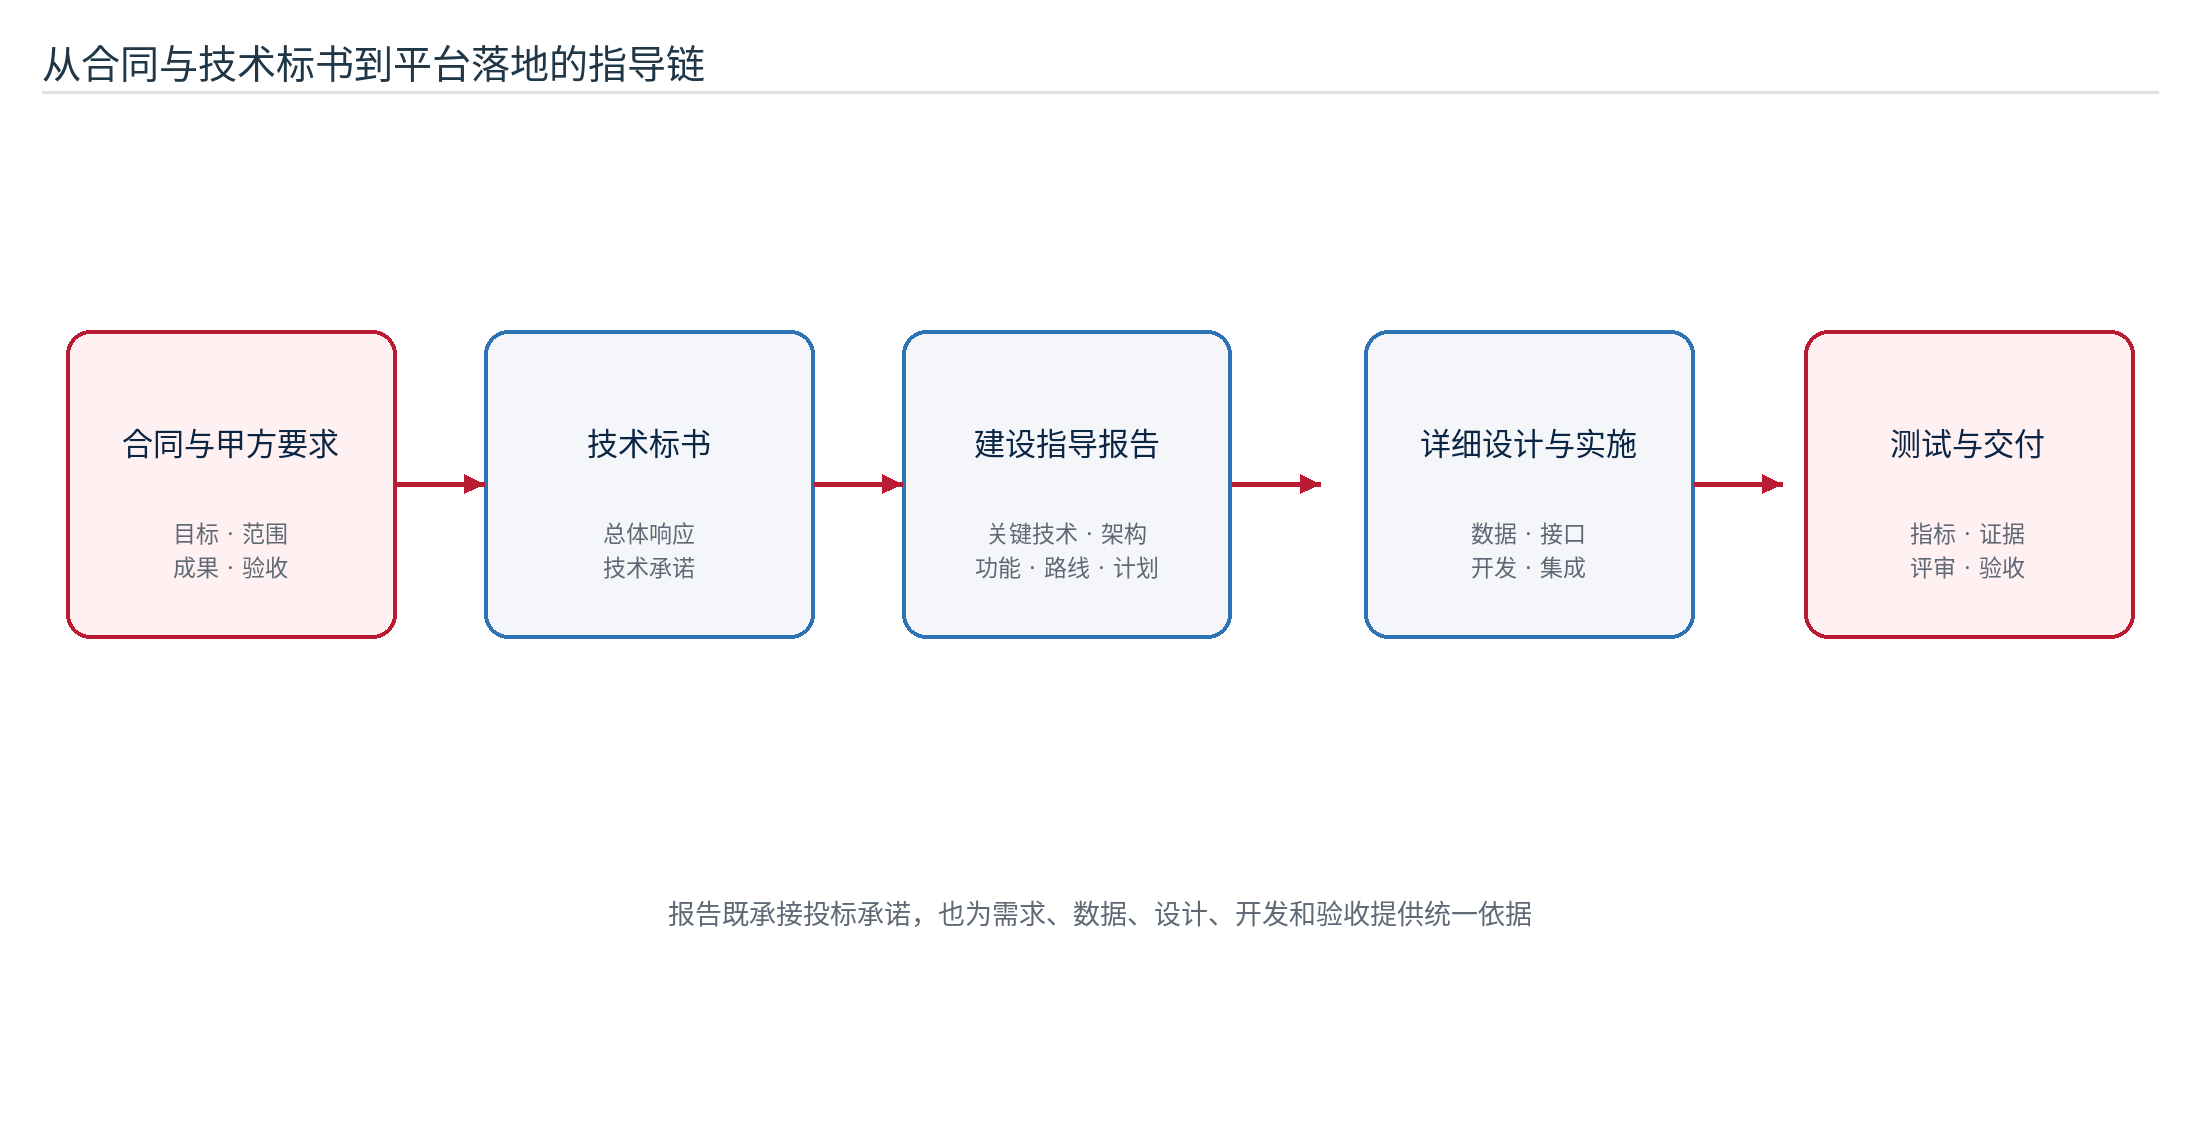 从合同与技术标书到平台落地的指导链
合同与甲方要求
目标 · 范围
成果 · 验收
技术标书
总体响应
技术承诺
建设指导报告
关键技术 · 架构
功能 · 路线 · 计划
详细设计与实施
数据 · 接口
开发 · 集成
测试与交付
指标 · 证据
评审 · 验收
报告既承接投标承诺，也为需求、数据、设计、开发和验收提供统一依据